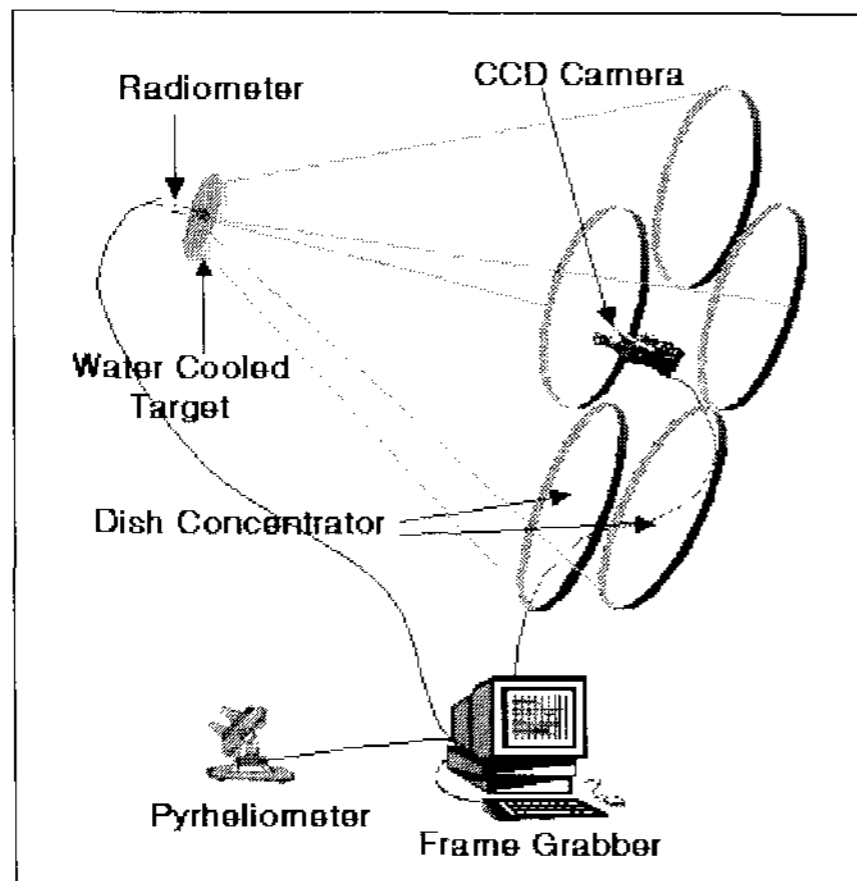 CCD Camera
Radiometer
Water Cooled
Target
Dish Concentrator
Pyrheliometer
Frame Grabber